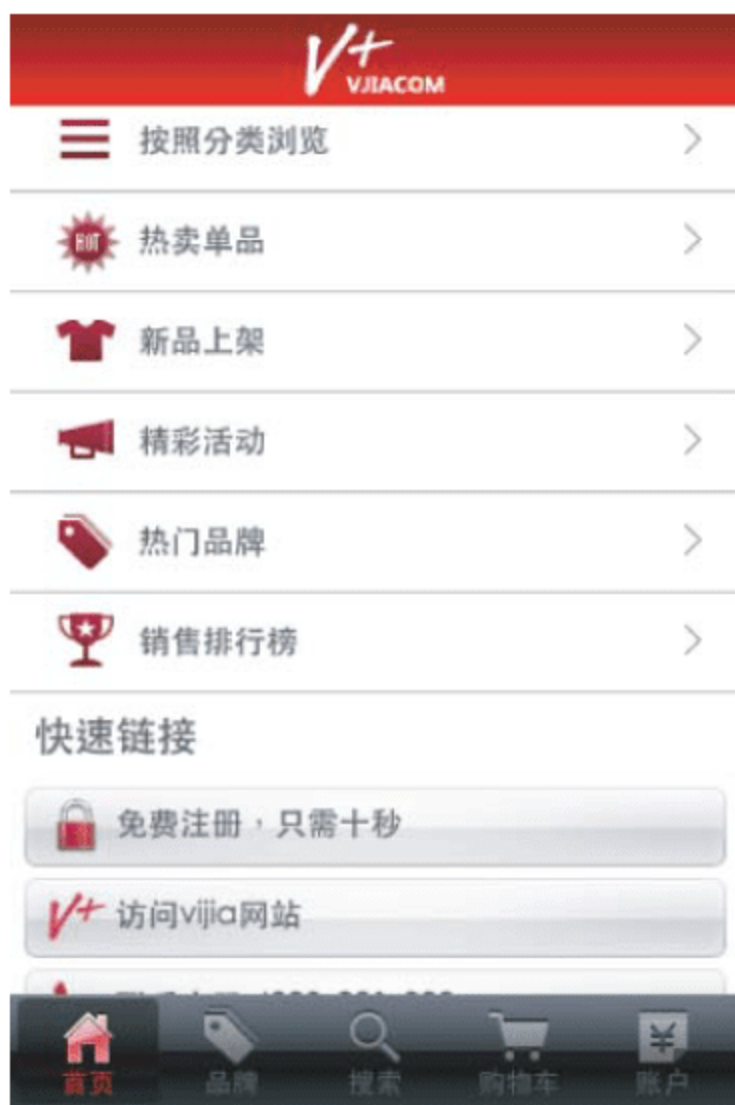 V+
VJIACOM
按照分类浏览
HOT
热卖单品
新品上架
精彩活动
热门品牌
销售排行榜
快速链接
免费注册，只需十秒
V+ 访问vijia网站
首页
品牌
搜索
购物车
¥
账户